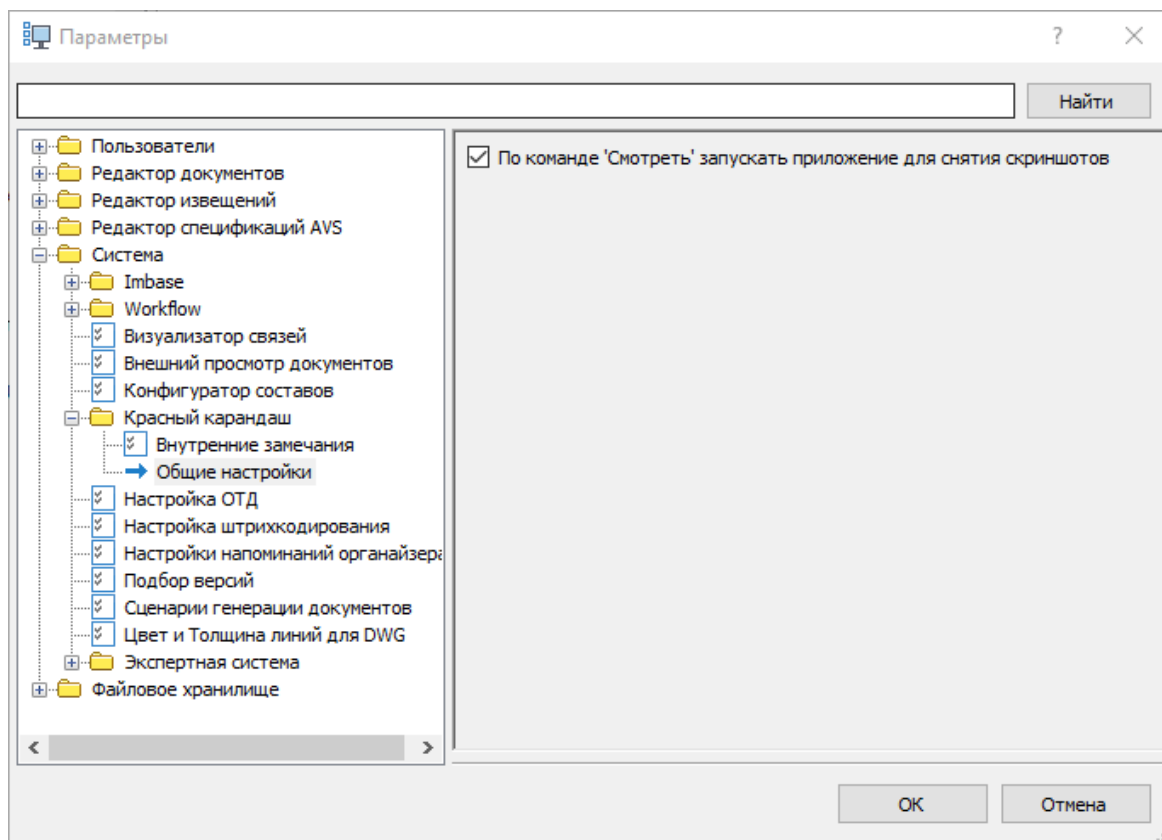 Параметры
?
Найти
Пользователи
По команде 'Смотреть' запускать приложение для снятия скриншотов
Редактор документов
Редактор извещений
Редактор спецификаций AVS
Система
Imbase
Workflow
Визуализатор связей
Внешний просмотр документов
Конфигуратор составов
Красный карандаш
Внутренние замечания
Общие настройки
Настройка ОТД
Настройка штрихкодирования
Настройки напоминаний органайзера
Подбор версий
Сценарии генерации документов
Цвет и Толщина линий для DWG
Экспертная система
Файловое хранилище
ОК
Отмена